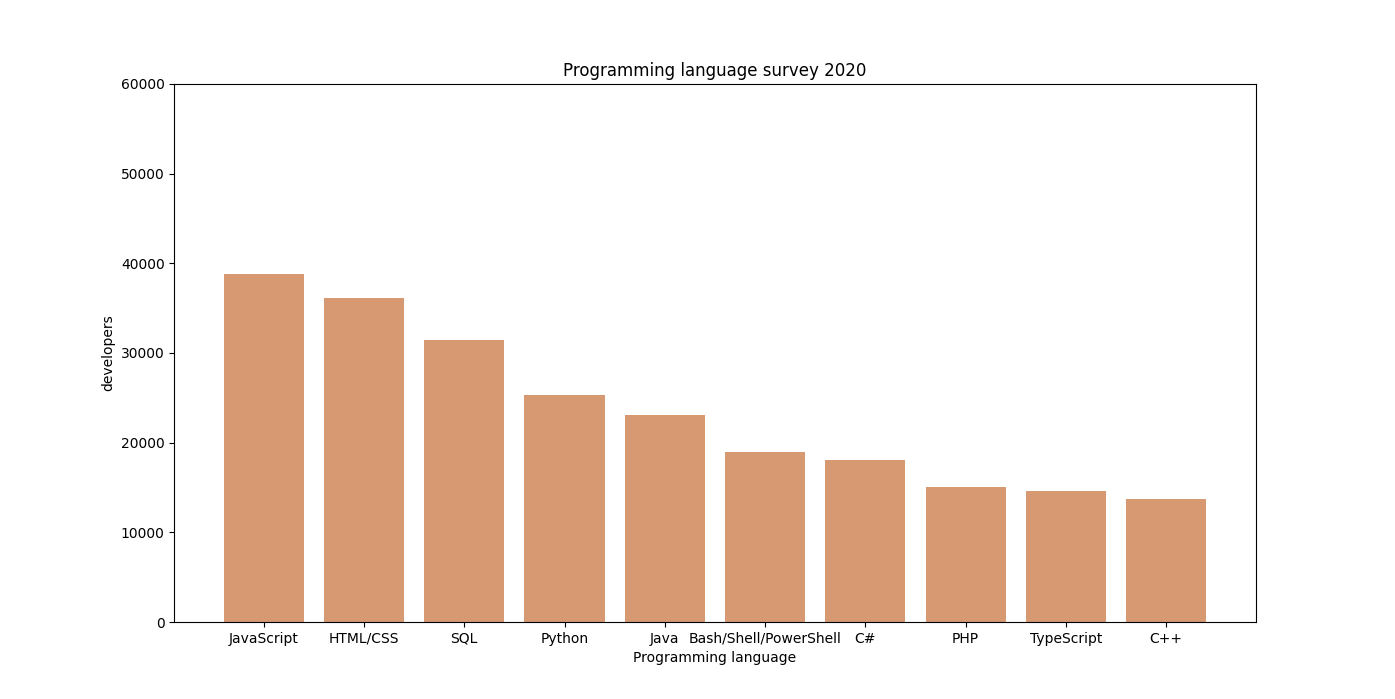 Programming language survey 2020
60000
50000
40000
30000
20000
10000
0
developers
JavaScript HTML/CSS SQL Python Java Bash/Shell/PowerShell C# PHP TypeScript C++
Programming language